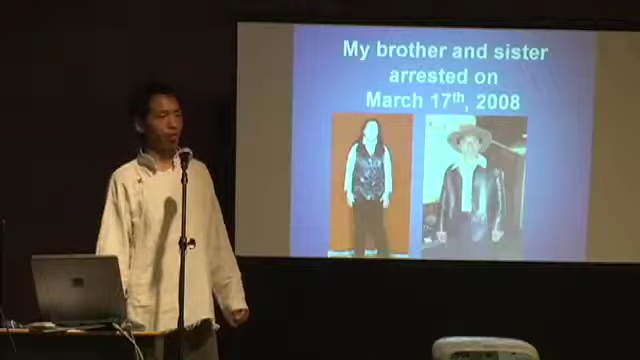 My brother and sister
arrested on
March 17th, 2008